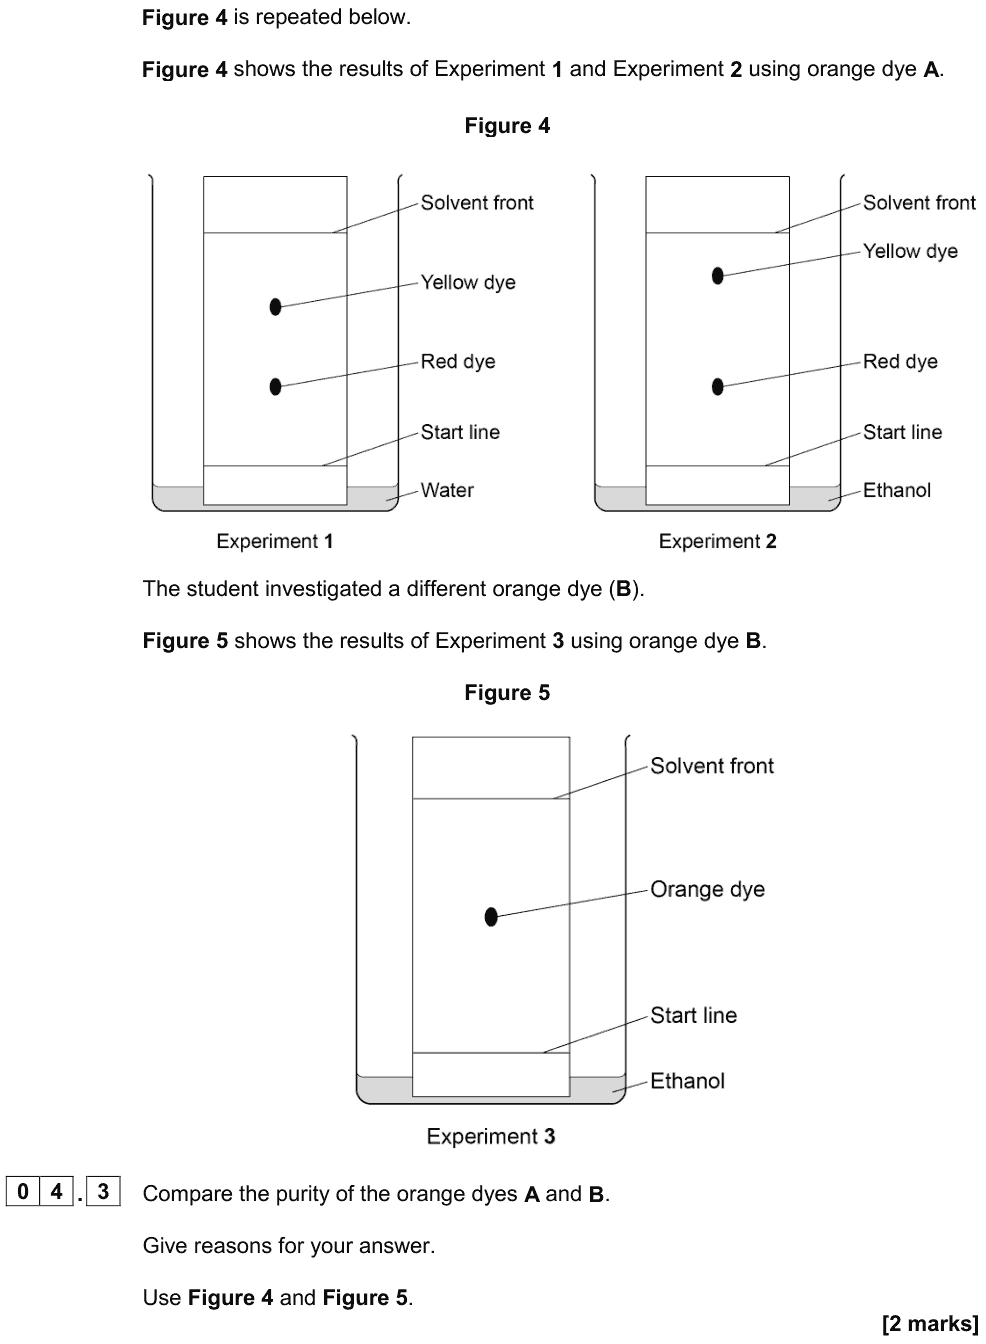 Figure 4 is repeated below.
Figure 4 shows the results of Experiment 1 and Experiment 2 using orange dye A.
Figure 4
Solvent front
Yellow dye
Red dye
Start line
Water
Experiment 1
Solvent front
Yellow dye
Red dye
Start line
Ethanol
Experiment 2
The student investigated a different orange dye (B).
Figure 5 shows the results of Experiment 3 using orange dye B.
Figure 5
Solvent front
Orange dye
Start line
Ethanol
Experiment 3
0 4 . 3 Compare the purity of the orange dyes A and B.
Give reasons for your answer.
Use Figure 4 and Figure 5.
[2 marks]